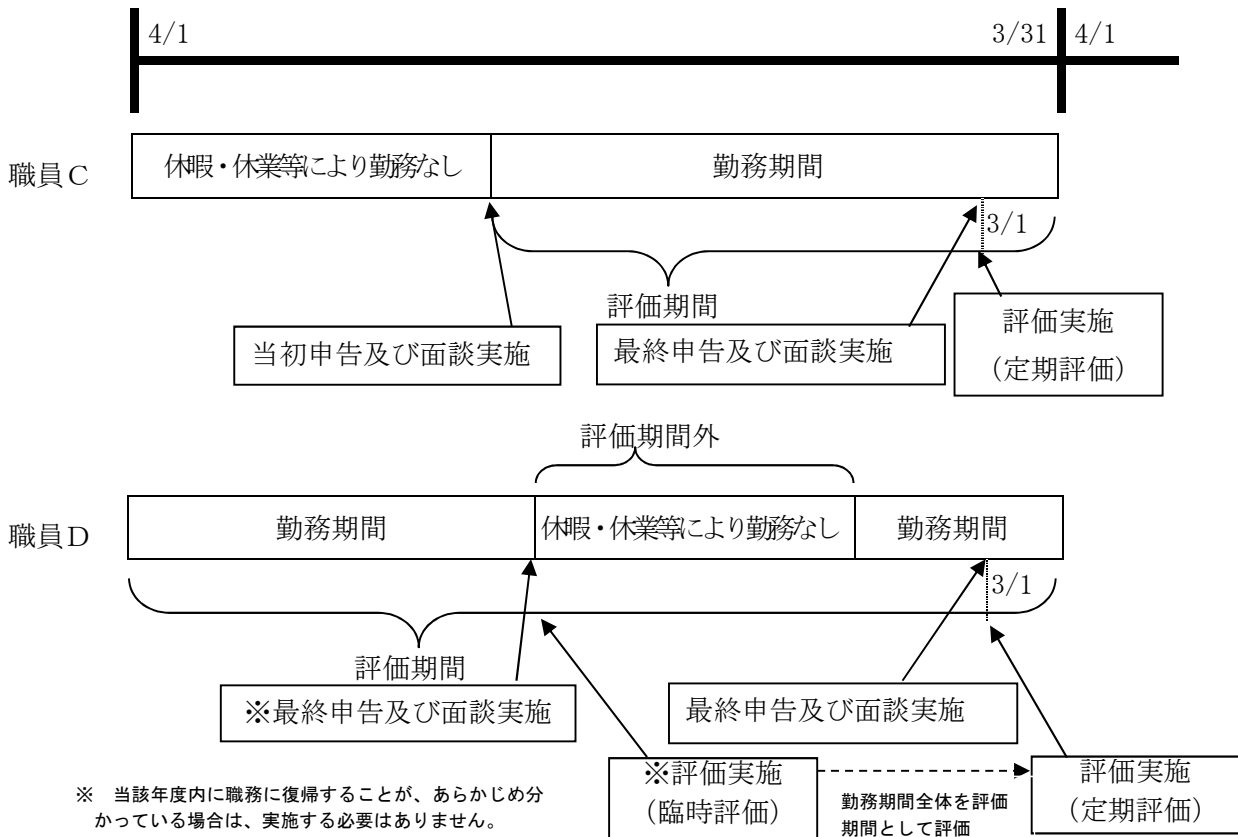 4/1
3/31
4/1
職員C
休暇・休業等により勤務なし
勤務期間
3/1
評価期間
当初申告及び面談実施
最終申告及び面談実施
評価実施
(定期評価)
評価期間外
職員D
勤務期間
休暇・休業等により勤務なし
勤務期間
3/1
評価期間
※最終申告及び面談実施
最終申告及び面談実施
※評価実施
(臨時評価)
勤務期間全体を評価
期間として評価
評価実施
(定期評価)
※ 当該年度内に職務に復帰することが、あらかじめ分
かっている場合は、実施する必要はありません。